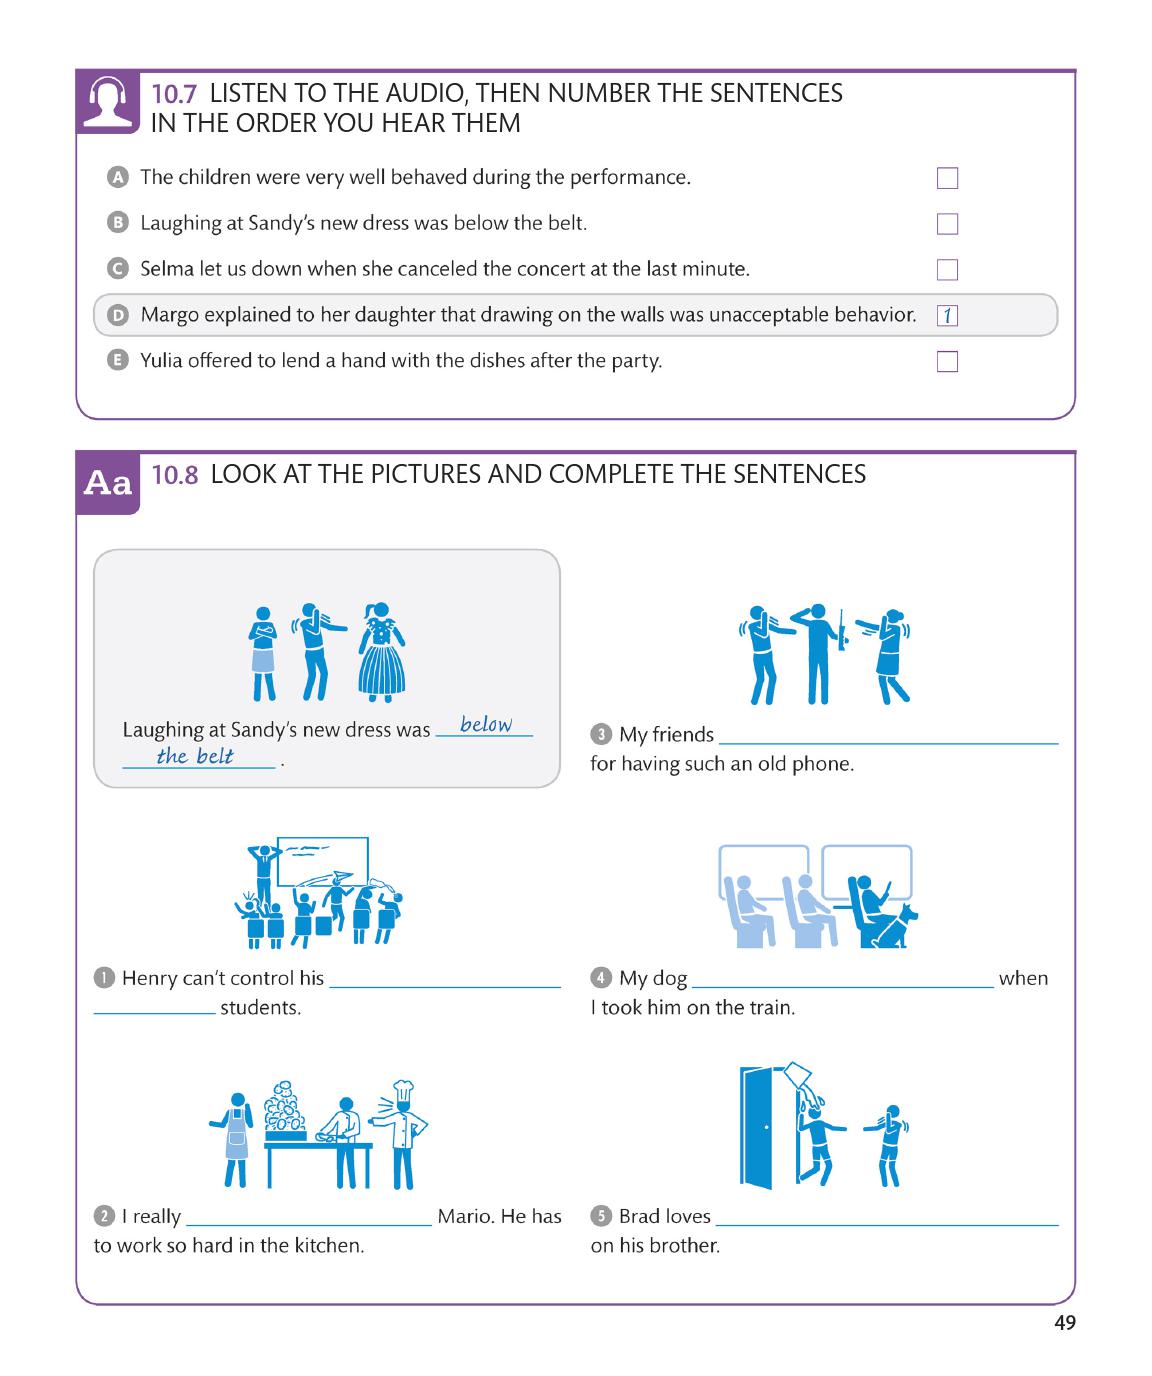 10.7 LISTEN TO THE AUDIO, THEN NUMBER THE SENTENCES
IN THE ORDER YOU HEAR THEM
A The children were very well behaved during the performance.
B Laughing at Sandy's new dress was below the belt.
C Selma let us down when she canceled the concert at the last minute.
D Margo explained to her daughter that drawing on the walls was unacceptable behavior. 1
E Yulia offered to lend a hand with the dishes after the party.
Aa 10.8 LOOK AT THE PICTURES AND COMPLETE THE SENTENCES
Laughing at Sandy's new dress was below
the belt .
1 Henry can't control his
students.
2 I really Mario. He has
to work so hard in the kitchen.
3 My friends
for having such an old phone.
4 My dog when
I took him on the train.
5 Brad loves
on his brother.
49